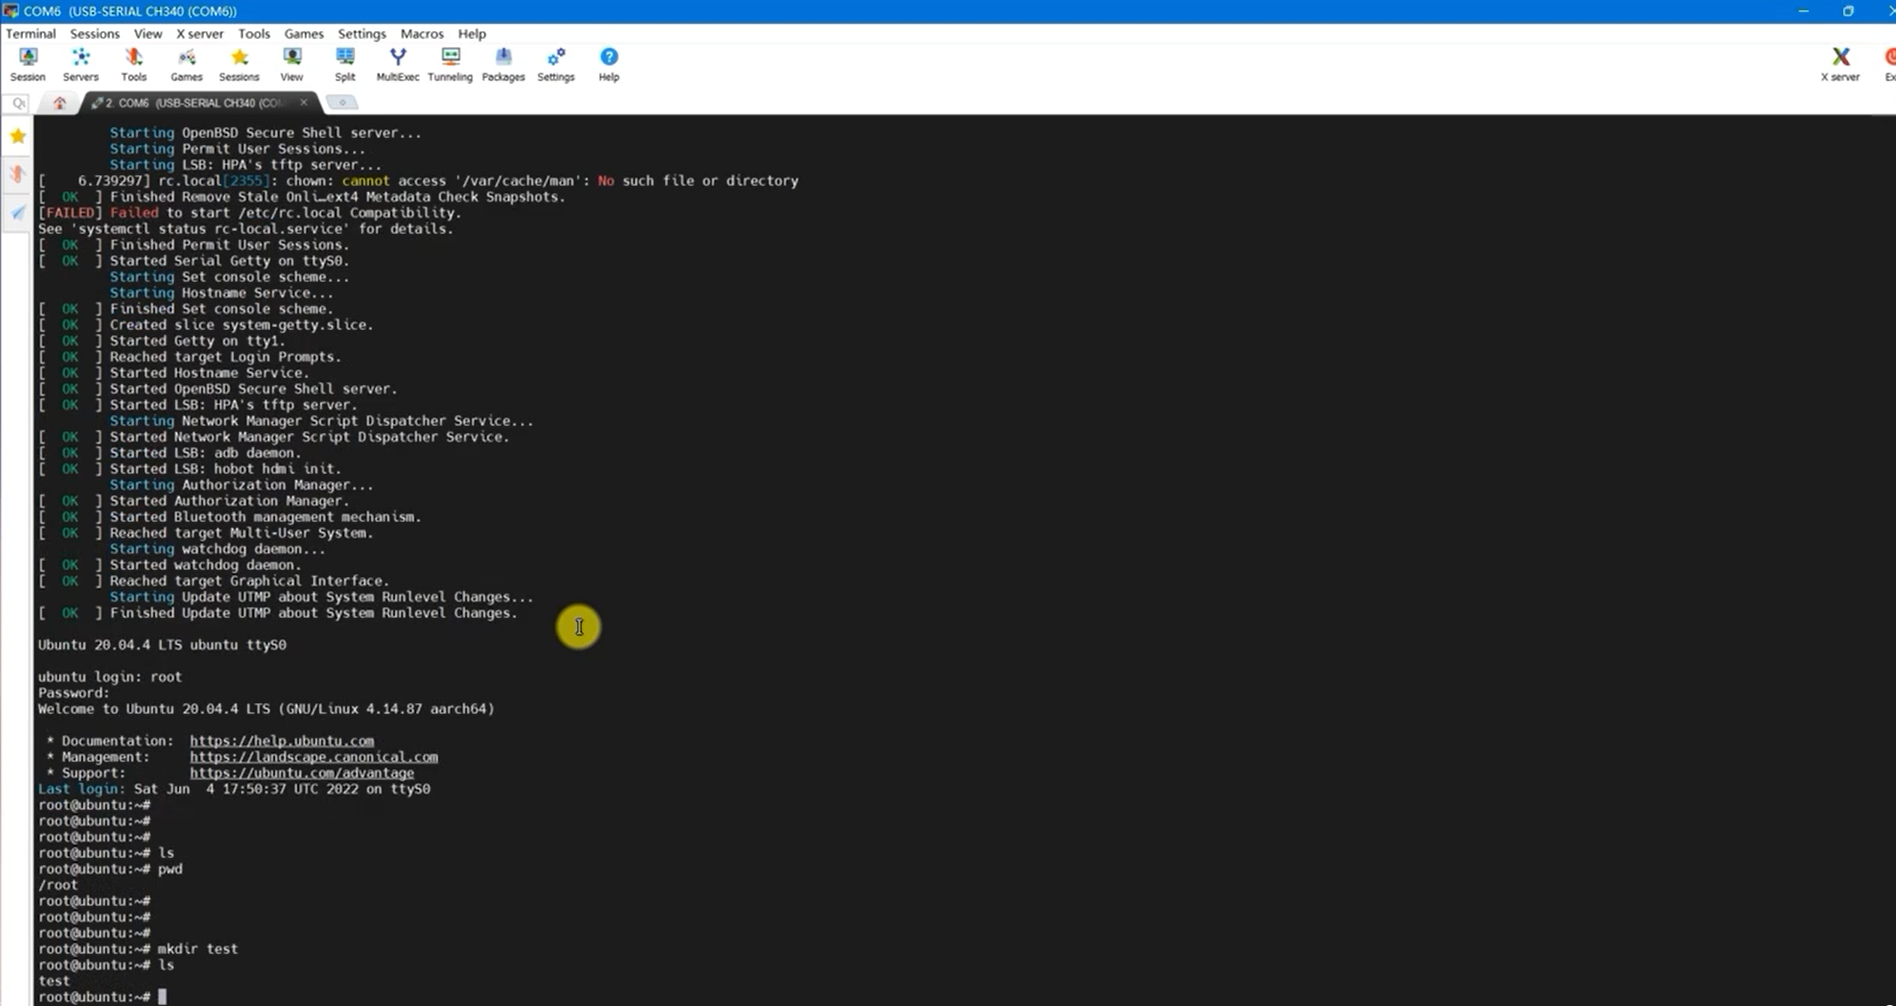 COM6 (USB-SERIAL CH340 (COM6))
Terminal Sessions View X server Tools Games Settings Macros Help
Session Servers Tools Games Sessions View Split MultiExec Tunneling Packages Settings Help X server
2. COM6 (USB-SERIAL CH340 (CO
Starting OpenBSD Secure Shell server...
Starting Permit User Sessions...
Starting LSB: HPA's tftp server...
[ 6.739297] rc.local[2355]: chown: cannot access '/var/cache/man': No such file or directory
[ OK ] Finished Remove Stale Onli…ext4 Metadata Check Snapshots.
[FAILED] Failed to start /etc/rc.local Compatibility.
See 'systemctl status rc-local.service' for details.
[ OK ] Finished Permit User Sessions.
[ OK ] Started Serial Getty on ttyS0.
Starting Set console scheme...
Starting Hostname Service...
[ OK ] Finished Set console scheme.
[ OK ] Created slice system-getty.slice.
[ OK ] Started Getty on tty1.
[ OK ] Reached target Login Prompts.
[ OK ] Started Hostname Service.
[ OK ] Started OpenBSD Secure Shell server.
[ OK ] Started LSB: HPA's tftp server.
Starting Network Manager Script Dispatcher Service...
[ OK ] Started Network Manager Script Dispatcher Service.
[ OK ] Started LSB: adb daemon.
[ OK ] Started LSB: hobot hdmi init.
Starting Authorization Manager...
[ OK ] Started Authorization Manager.
[ OK ] Started Bluetooth management mechanism.
[ OK ] Reached target Multi-User System.
Starting watchdog daemon...
[ OK ] Started watchdog daemon.
[ OK ] Reached target Graphical Interface.
Starting Update UTMP about System Runlevel Changes...
[ OK ] Finished Update UTMP about System Runlevel Changes.
Ubuntu 20.04.4 LTS ubuntu ttyS0
ubuntu login: root
Password:
Welcome to Ubuntu 20.04.4 LTS (GNU/Linux 4.14.87 aarch64)
* Documentation: https://help.ubuntu.com
* Management: https://landscape.canonical.com
* Support: https://ubuntu.com/advantage
Last login: Sat Jun 4 17:50:37 UTC 2022 on ttyS0
root@ubuntu:~#
root@ubuntu:~#
root@ubuntu:~#
root@ubuntu:~# ls
root@ubuntu:~# pwd
/root
root@ubuntu:~#
root@ubuntu:~#
root@ubuntu:~#
root@ubuntu:~# mkdir test
root@ubuntu:~# ls
test
root@ubuntu:~#